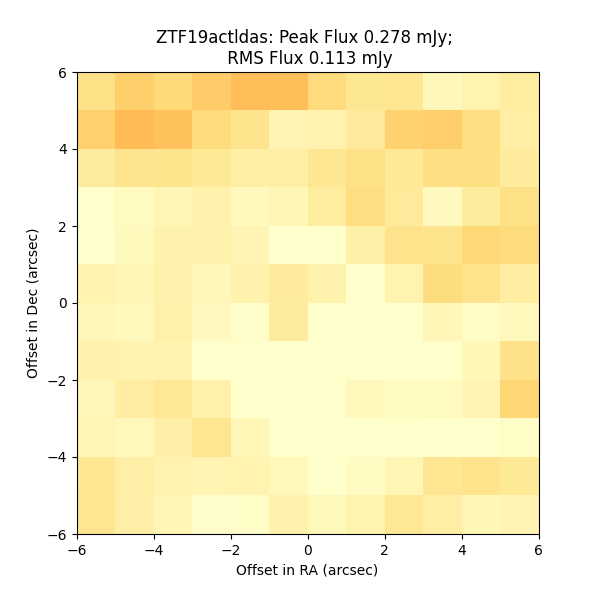 ZTF19actldas: Peak Flux 0.278 mJy;
RMS Flux 0.113 mJy
6
4
2
0
−2
−4
−6
Offset in Dec (arcsec)
−6 −4 −2 0 2 4 6
Offset in RA (arcsec)